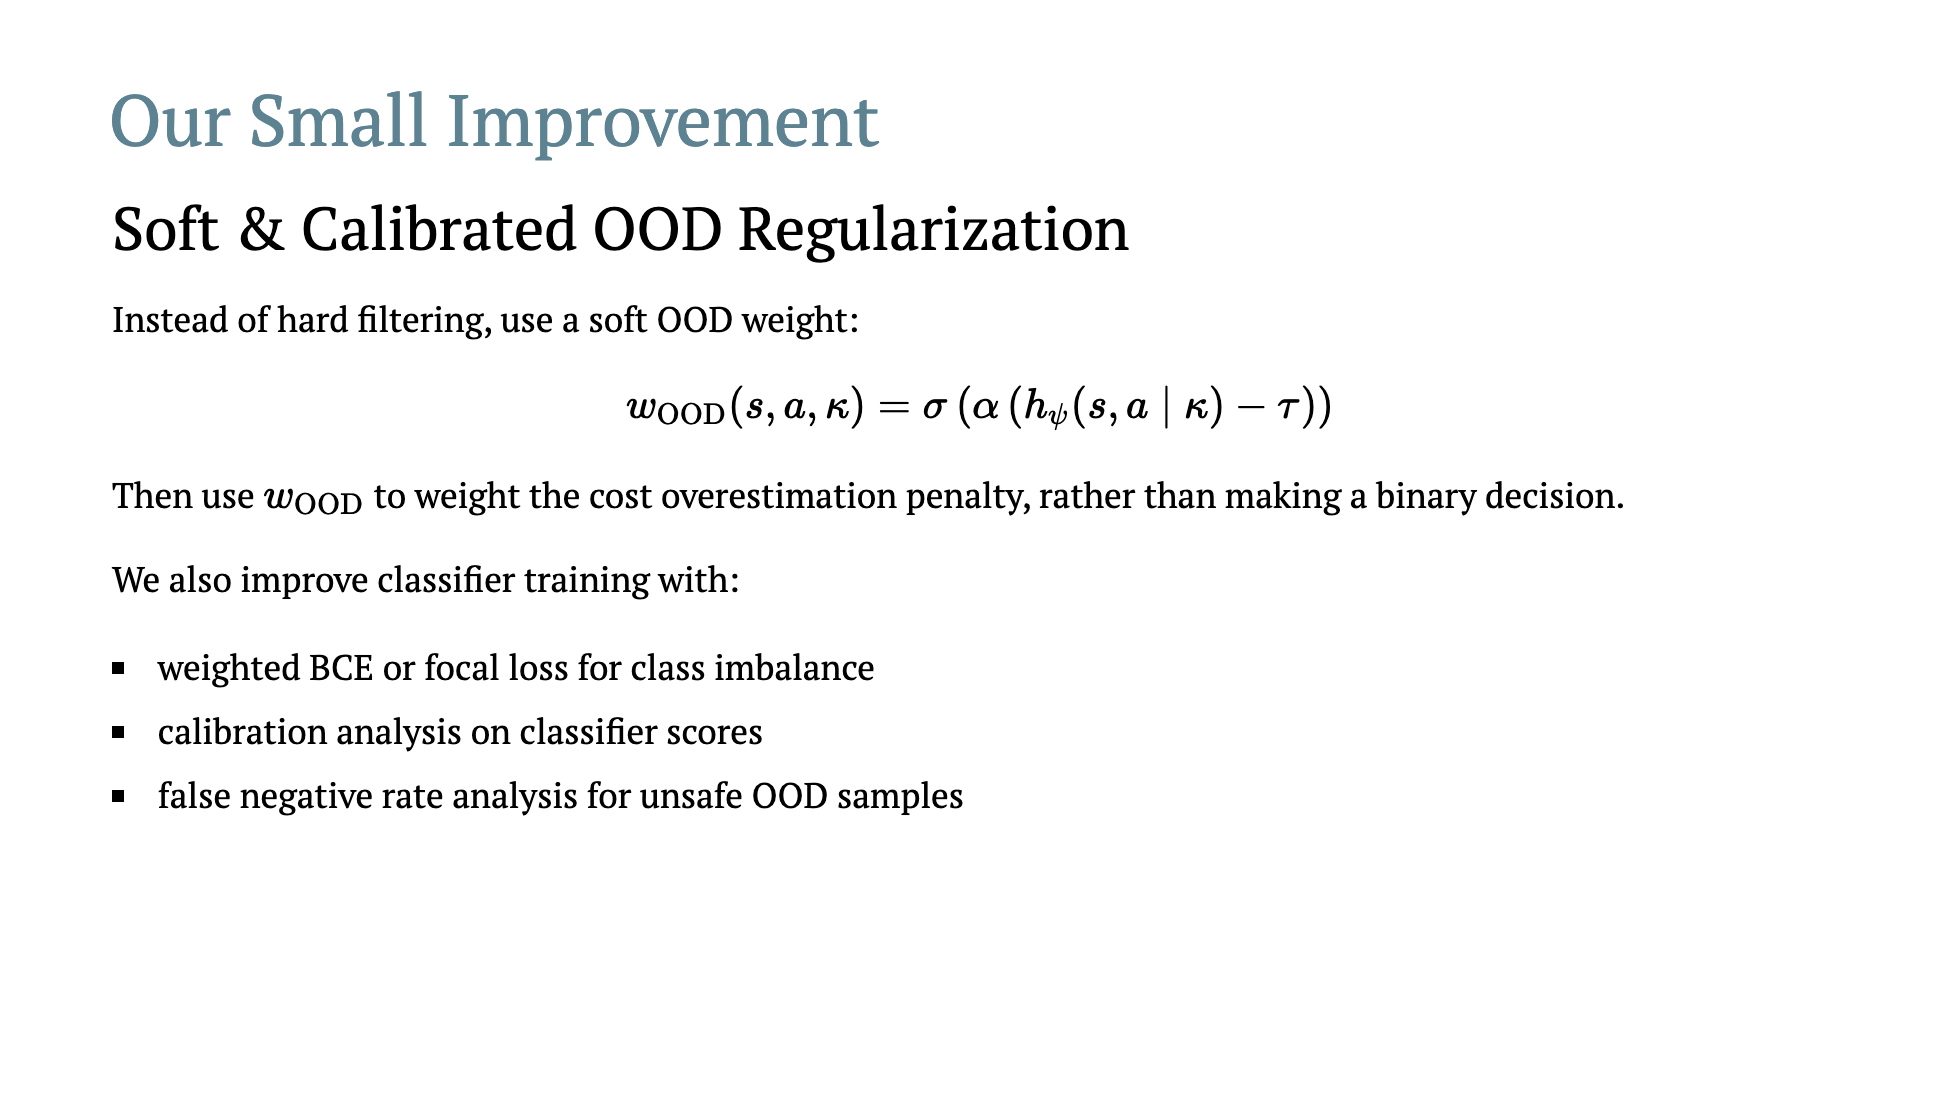 Our Small Improvement
Soft & Calibrated OOD Regularization
Instead of hard filtering, use a soft OOD weight:
w_OOD(s, a, κ) = σ (α (h_ψ(s, a | κ) − τ))
Then use w_OOD to weight the cost overestimation penalty, rather than making a binary decision.
We also improve classifier training with:
▪ weighted BCE or focal loss for class imbalance
▪ calibration analysis on classifier scores
▪ false negative rate analysis for unsafe OOD samples